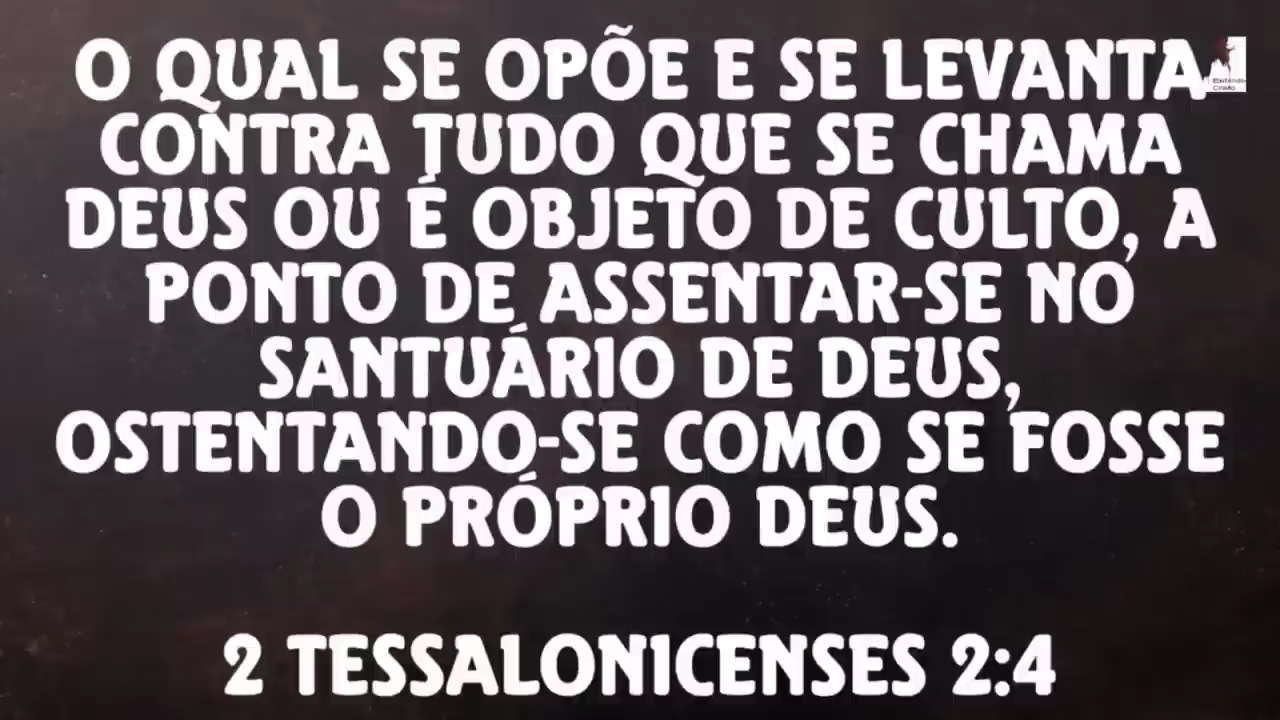 O QUAL SE OPÕE E SE LEVANTA
CONTRA TUDO QUE SE CHAMA
DEUS OU É OBJETO DE CULTO, A
PONTO DE ASSENTAR-SE NO
SANTUÁRIO DE DEUS,
OSTENTANDO-SE COMO SE FOSSE
O PRÓPRIO DEUS.
2 TESSALONICENSES 2:4